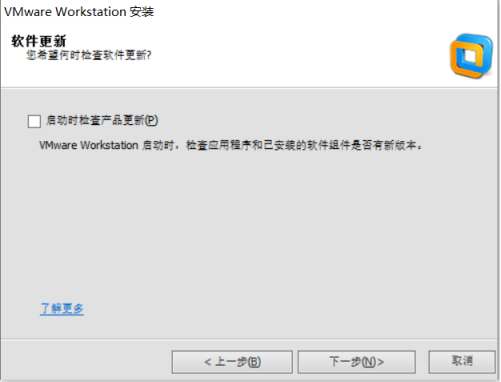 VMware Workstation 安装
软件更新
您希望何时检查软件更新?
启动时检查产品更新(P)
VMware Workstation 启动时，检查应用程序和已安装的软件组件是否有新版本。
了解更多
< 上一步(B)
下一步(N)>
取消